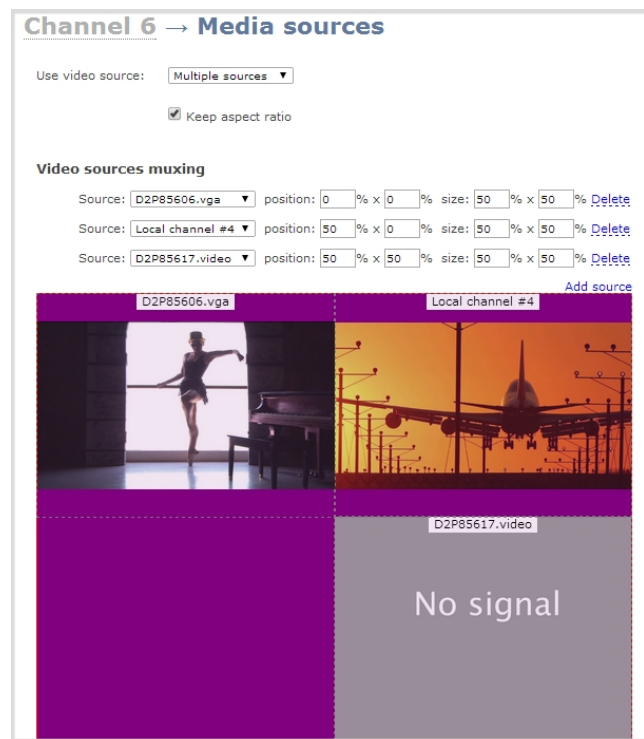 Channel 6 → Media sources
Use video source: Multiple sources ▼
Keep aspect ratio
Video sources muxing
Source: D2P85606.vga ▼ position: 0 % x 0 % size: 50 % x 50 % Delete
Source: Local channel #4 ▼ position: 50 % x 0 % size: 50 % x 50 % Delete
Source: D2P85617.video ▼ position: 50 % x 50 % size: 50 % x 50 % Delete
Add source
D2P85606.vga Local channel #4
D2P85617.video
No signal